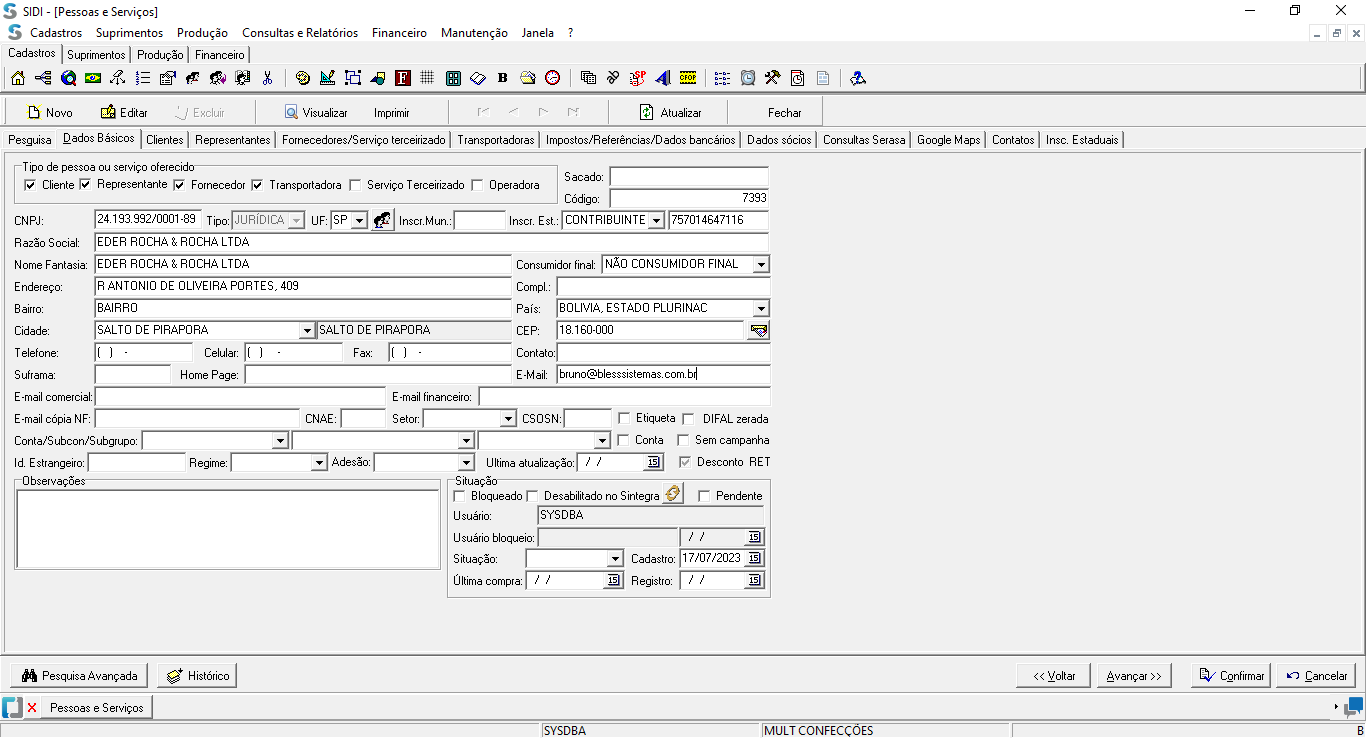 SIDI - [Pessoas e Serviços]
Cadastros Suprimentos Produção Consultas e Relatórios Financeiro Manutenção Janela ?
Cadastros Suprimentos Produção Financeiro
F B SP CFOP
Novo Editar Excluir Visualizar Imprimir Atualizar Fechar
Pesquisa Dados Básicos Clientes Representantes Fornecedores/Serviço terceirizado Transportadoras Impostos/Referências/Dados bancários Dados sócios Consultas Serasa Google Maps Contatos Insc. Estaduais
Tipo de pessoa ou serviço oferecido
Cliente Representante Fornecedor Transportadora Serviço Terceirizado Operadora
Sacado:
Código: 7393
CNPJ: 24.193.992/0001-89 Tipo: JURÍDICA UF: SP Inscr.Mun.: Inscr. Est.: CONTRIBUINTE 757014647116
Razão Social: EDER ROCHA & ROCHA LTDA
Nome Fantasia: EDER ROCHA & ROCHA LTDA Consumidor final: NÃO CONSUMIDOR FINAL
Endereço: R ANTONIO DE OLIVEIRA PORTES, 409 Compl.:
Bairro: BAIRRO País: BOLIVIA, ESTADO PLURINAC
Cidade: SALTO DE PIRAPORA SALTO DE PIRAPORA CEP: 18.160-000
Telefone: ( ) - Celular: ( ) - Fax: ( ) - Contato:
Suframa: Home Page: E-Mail: bruno@blesssistemas.com.br
E-mail comercial: E-mail financeiro:
E-mail cópia NF: CNAE: Setor: CSOSN: Etiqueta DIFAL zerada
Conta/Subcon/Subgrupo: Conta Sem campanha
Id. Estrangeiro: Regime: Adesão: Ultima atualização: / / 15 Desconto RET
Observações
Situação
Bloqueado Desabilitado no Sintegra Pendente
Usuário: SYSDBA
Usuário bloqueio: / / 15
Situação: Cadastro: 17/07/2023 15
Última compra: / / 15 Registro: / / 15
Pesquisa Avançada Histórico << Voltar Avançar >> Confirmar Cancelar
Pessoas e Serviços
SYSDBA MULT CONFECÇÕES B